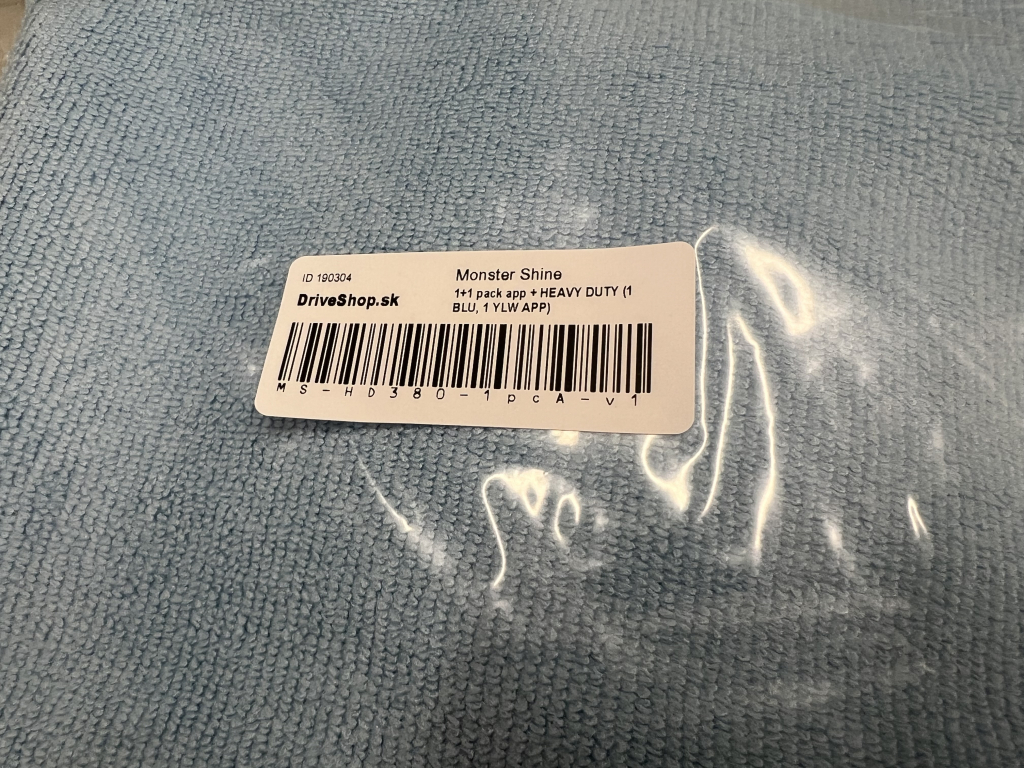 ID 190304
DriveShop.sk
Monster Shine
1+1 pack app + HEAVY DUTY (1
BLU, 1 YLW APP)
MS-HD380-1pcA-v1